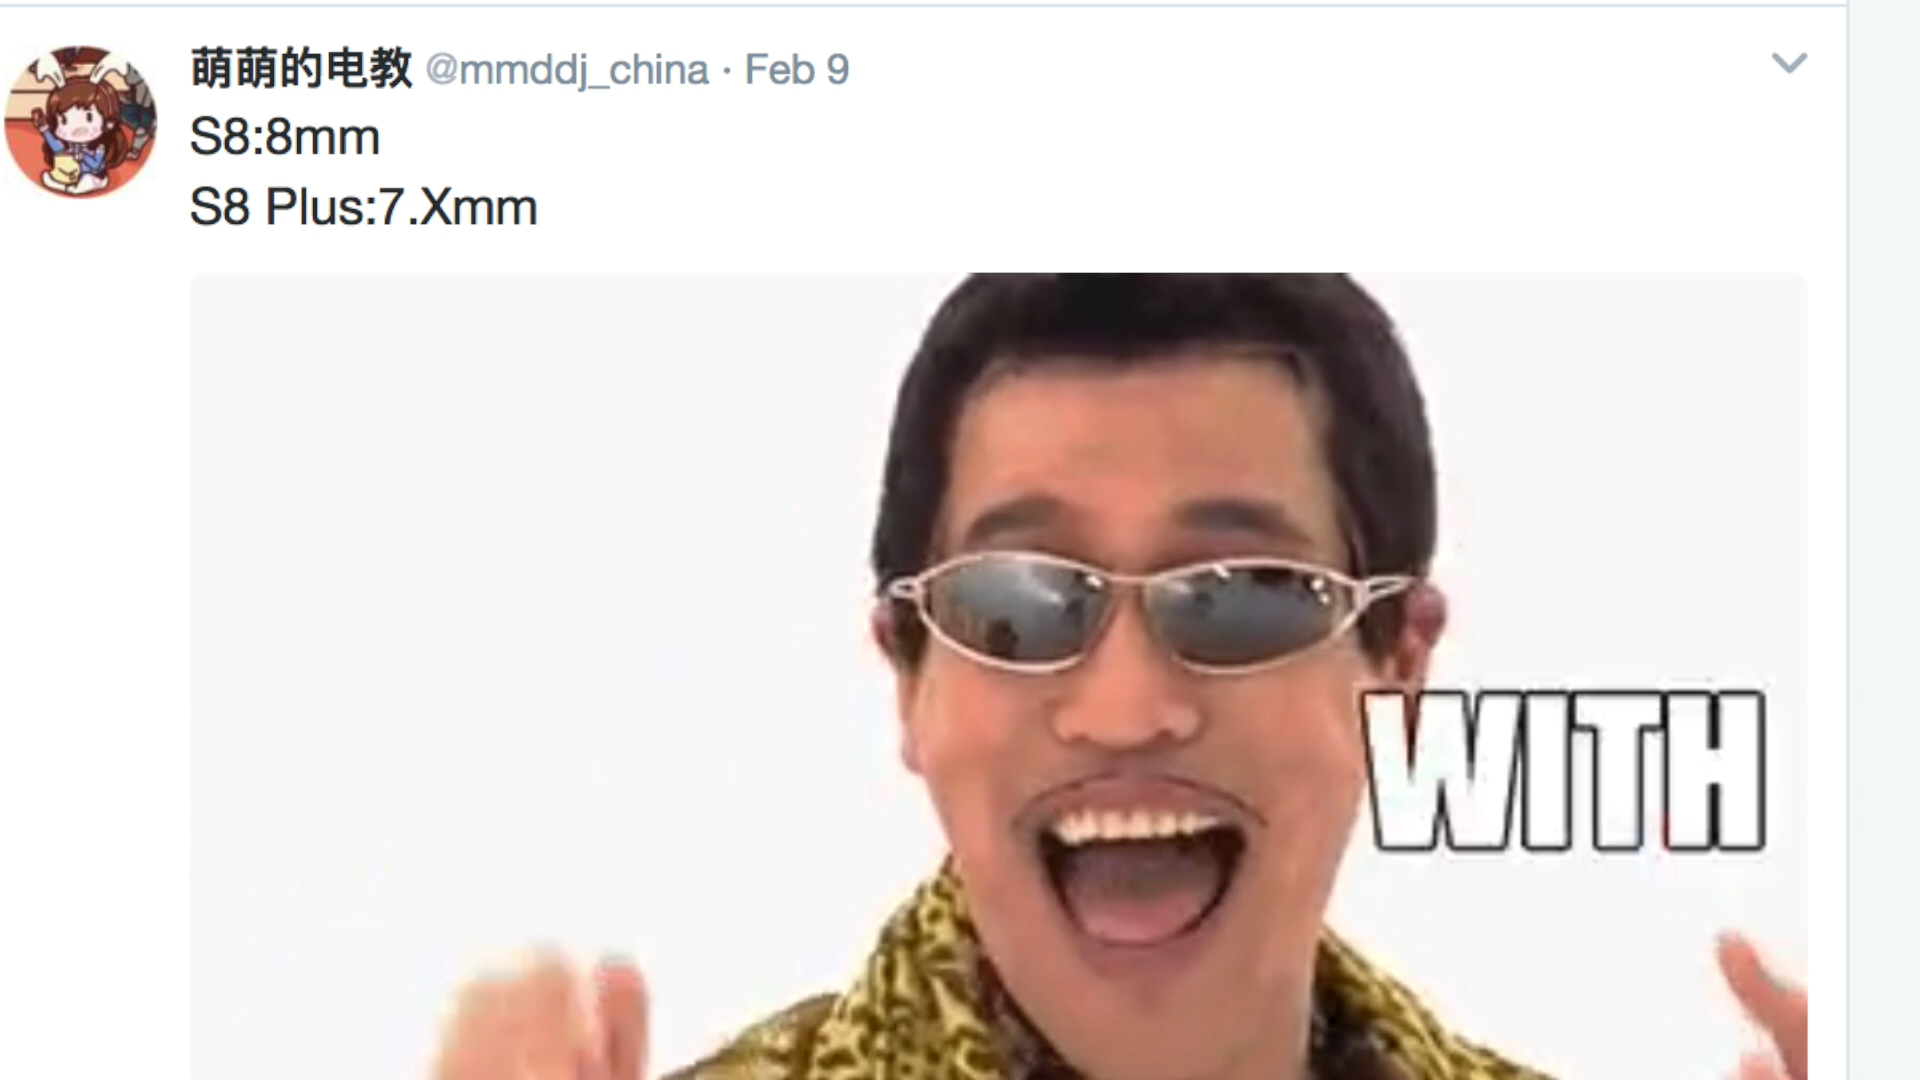 萌萌的电教 @mmddj_china · Feb 9
S8:8mm
S8 Plus:7.Xmm
WITH